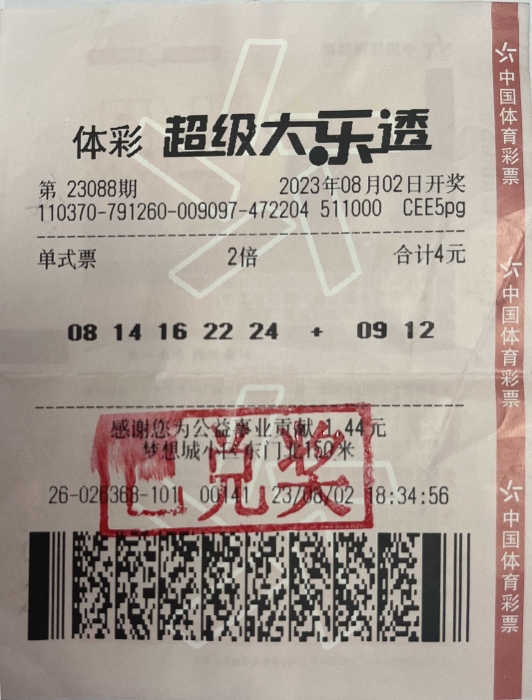 体彩 超级大乐透
第 23088期 2023年08月02日开奖
110370-791260-009097-472204 511000 CEE5pg
单式票 2倍 合计4元
08 14 16 22 24 + 09 12
感谢您为公益事业贡献 1.44元
梦想城小区东门北150米
26-026368-101 00141 23/08/02 18:34:56
已兑奖
中国体育彩票
中国体育彩票
中国体育彩票